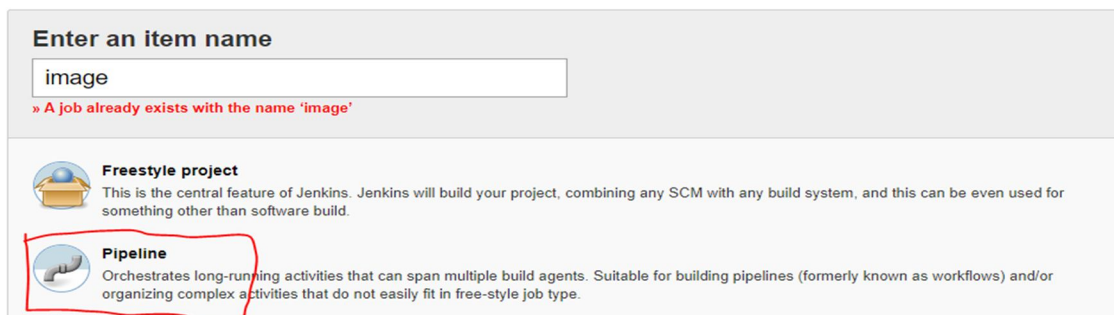 Enter an item name
image
» A job already exists with the name ‘image’
Freestyle project
This is the central feature of Jenkins. Jenkins will build your project, combining any SCM with any build system, and this can be even used for
something other than software build.
Pipeline
Orchestrates long-running activities that can span multiple build agents. Suitable for building pipelines (formerly known as workflows) and/or
organizing complex activities that do not easily fit in free-style job type.